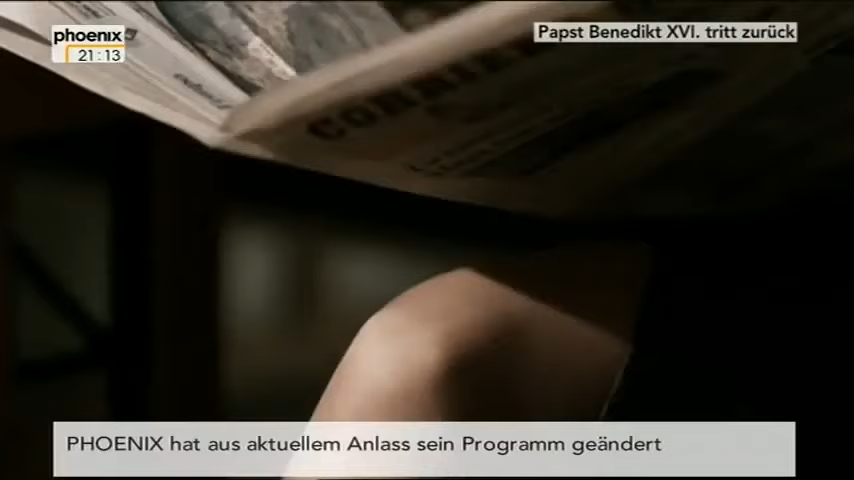 phoenix
21:13
Papst Benedikt XVI. tritt zurück
PHOENIX hat aus aktuellem Anlass sein Programm geändert